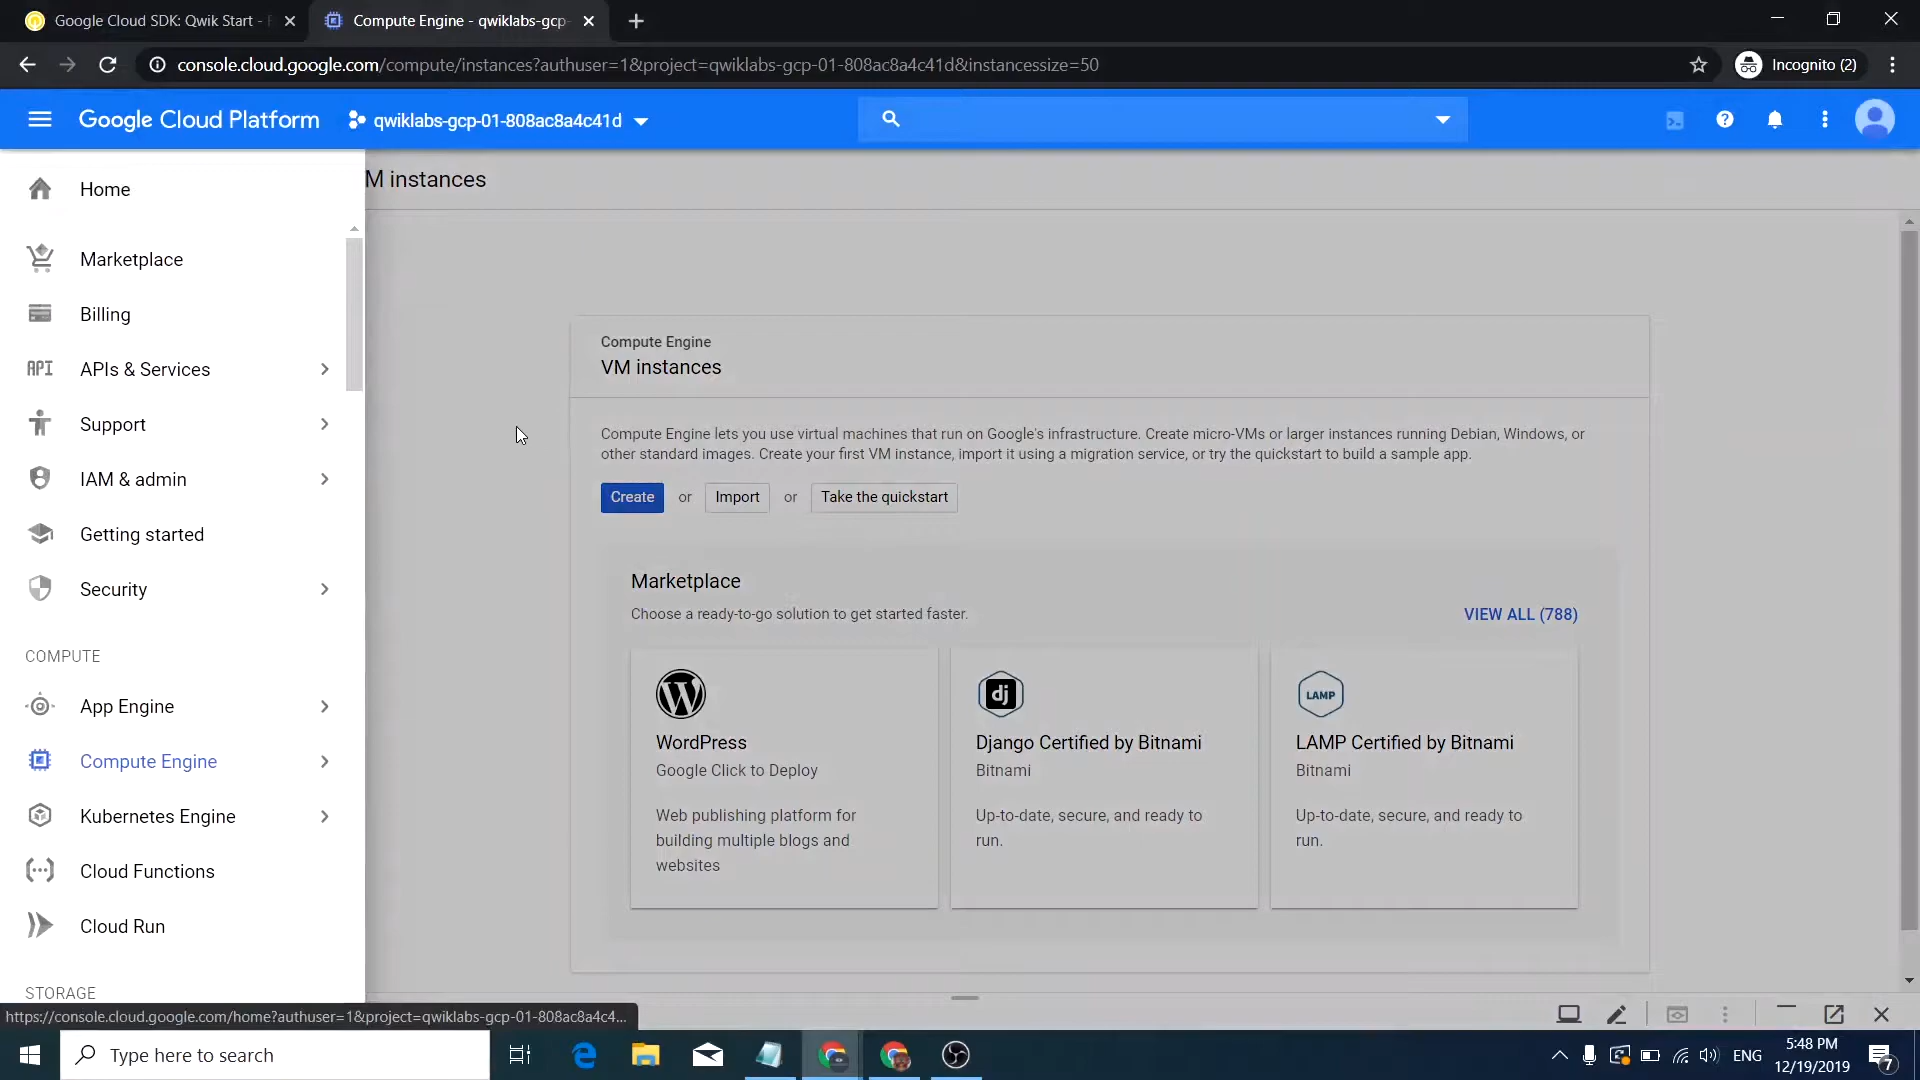 Google Cloud SDK: Qwik Start -
Compute Engine - qwiklabs-gcp-
console.cloud.google.com/compute/instances?authuser=1&project=qwiklabs-gcp-01-808ac8a4c41d&instancessize=50
Incognito (2)
Google Cloud Platform
qwiklabs-gcp-01-808ac8a4c41d
Home
M instances
Marketplace
Billing
API
APIs & Services
Support
IAM & admin
Getting started
Security
COMPUTE
App Engine
Compute Engine
Kubernetes Engine
Cloud Functions
Cloud Run
STORAGE
Compute Engine
VM instances
Compute Engine lets you use virtual machines that run on Google's infrastructure. Create micro-VMs or larger instances running Debian, Windows, or
other standard images. Create your first VM instance, import it using a migration service, or try the quickstart to build a sample app.
Create or Import or Take the quickstart
Marketplace
Choose a ready-to-go solution to get started faster.
VIEW ALL (788)
WordPress
Google Click to Deploy
Web publishing platform for
building multiple blogs and
websites
dj
Django Certified by Bitnami
Bitnami
Up-to-date, secure, and ready to
run.
LAMP
LAMP Certified by Bitnami
Bitnami
Up-to-date, secure, and ready to
run.
https://console.cloud.google.com/home?authuser=1&project=qwiklabs-gcp-01-808ac8a4c4...
Type here to search
ENG
5:48 PM
12/19/2019
7